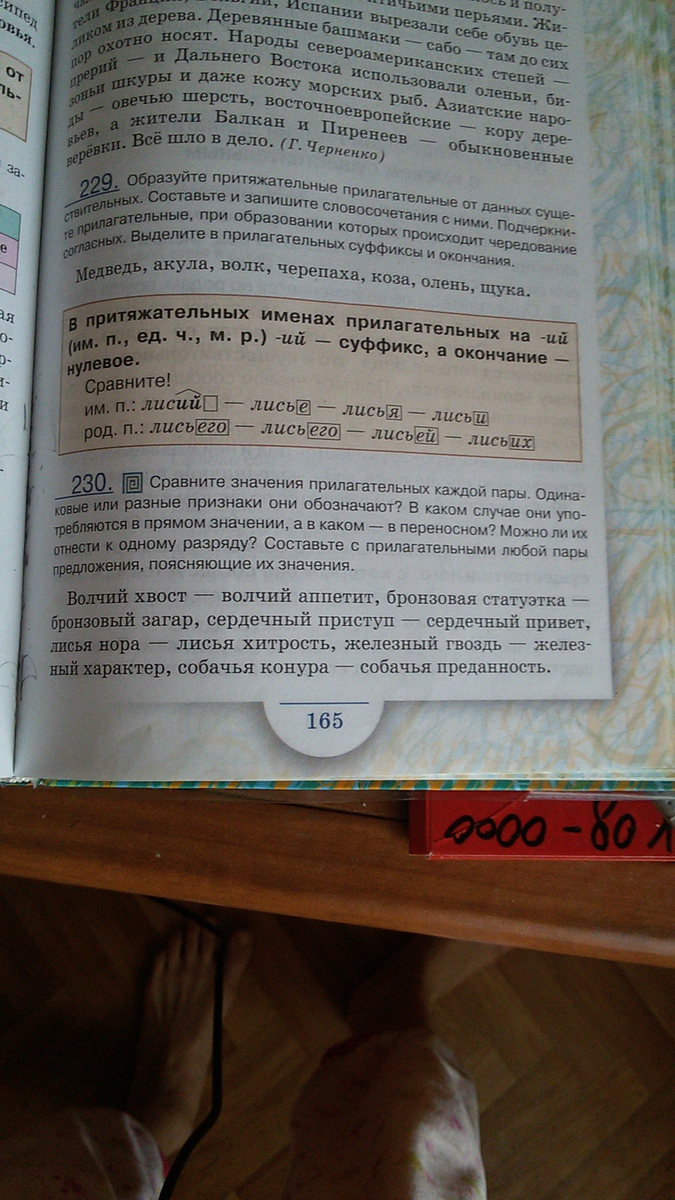 тели Франции, Бельгии, Испании вырезали себе обувь це-
ликом из дерева. Деревянные башмаки — сабо — там до сих
пор охотно носят. Народы североамериканских степей —
прерий — и Дальнего Востока использовали оленьи, би-
зоньи шкуры и даже кожу морских рыб. Азиатские наро-
ды — овечью шерсть, восточноевропейские — кору дере-
вьев, а жители Балкан и Пиренеев — обыкновенные
верёвки. Всё шло в дело. (Г. Черненко)
229. Образуйте притяжательные прилагательные от данных суще-
ствительных. Составьте и запишите словосочетания с ними. Подчеркни-
те прилагательные, при образовании которых происходит чередование
согласных. Выделите в прилагательных суффиксы и окончания.
Медведь, акула, волк, черепаха, коза, олень, щука.
В притяжательных именах прилагательных на -ий
(им. п., ед. ч., м. р.) -ий — суффикс, а окончание —
нулевое.
Сравните!
им. п.: лисий — лисье — лисья — лисьи
род. п.: лисьего — лисьего — лисьей — лисьих
230. Сравните значения прилагательных каждой пары. Одина-
ковые или разные признаки они обозначают? В каком случае они упо-
требляются в прямом значении, а в каком — в переносном? Можно ли их
отнести к одному разряду? Составьте с прилагательными любой пары
предложения, поясняющие их значения.
Волчий хвост — волчий аппетит, бронзовая статуэтка —
бронзовый загар, сердечный приступ — сердечный привет,
лисья нора — лисья хитрость, железный гвоздь — желез-
ный характер, собачья конура — собачья преданность.
165